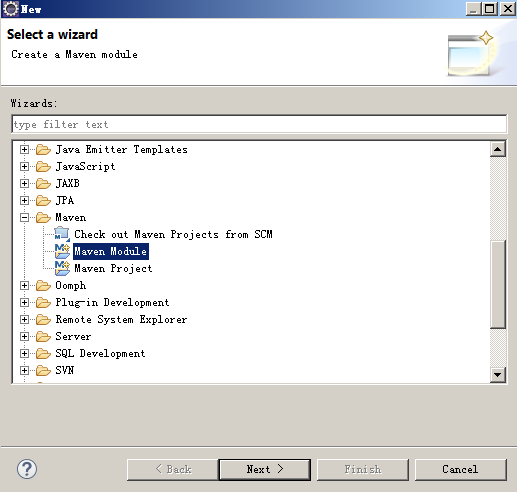 New
Select a wizard
Create a Maven module
Wizards:
type filter text
Java Emitter Templates
JavaScript
JAXB
JPA
Maven
Check out Maven Projects from SCM
Maven Module
Maven Project
Oomph
Plug-in Development
Remote System Explorer
Server
SQL Development
SVN
< Back Next > Finish Cancel